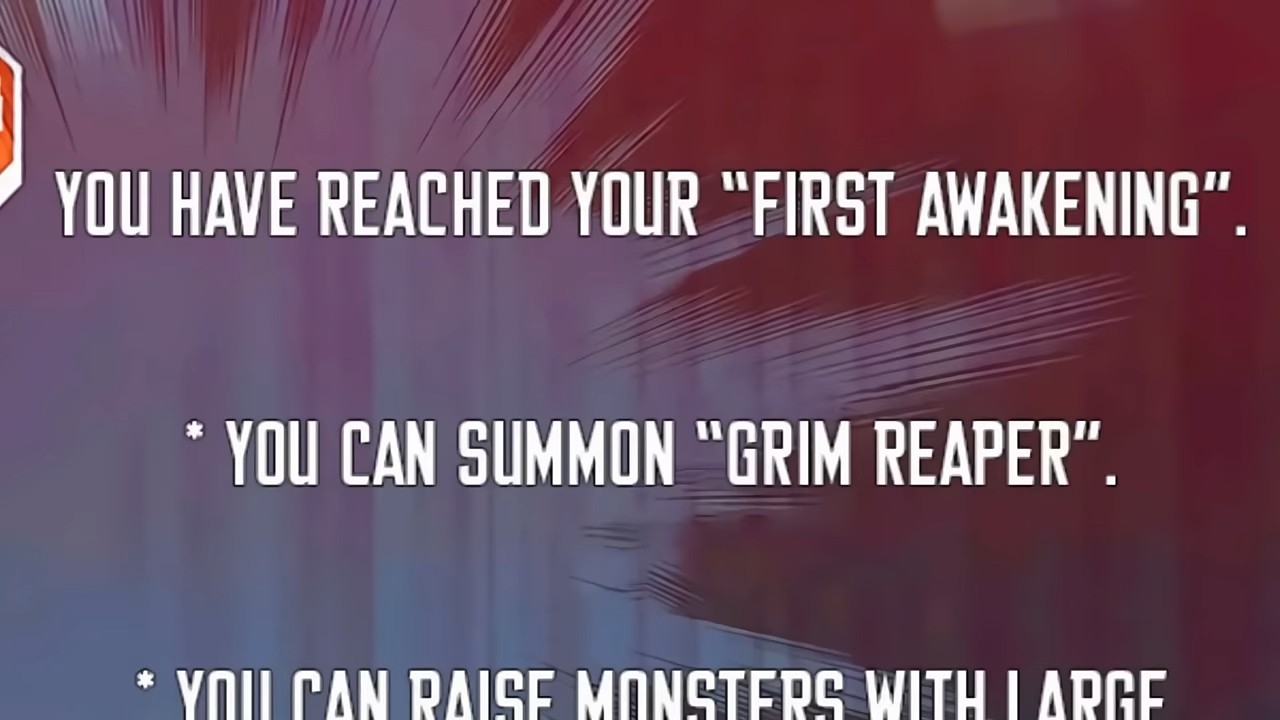 YOU HAVE REACHED YOUR “FIRST AWAKENING”.
* YOU CAN SUMMON “GRIM REAPER”.
* YOU CAN RAISE MONSTERS WITH LARGE